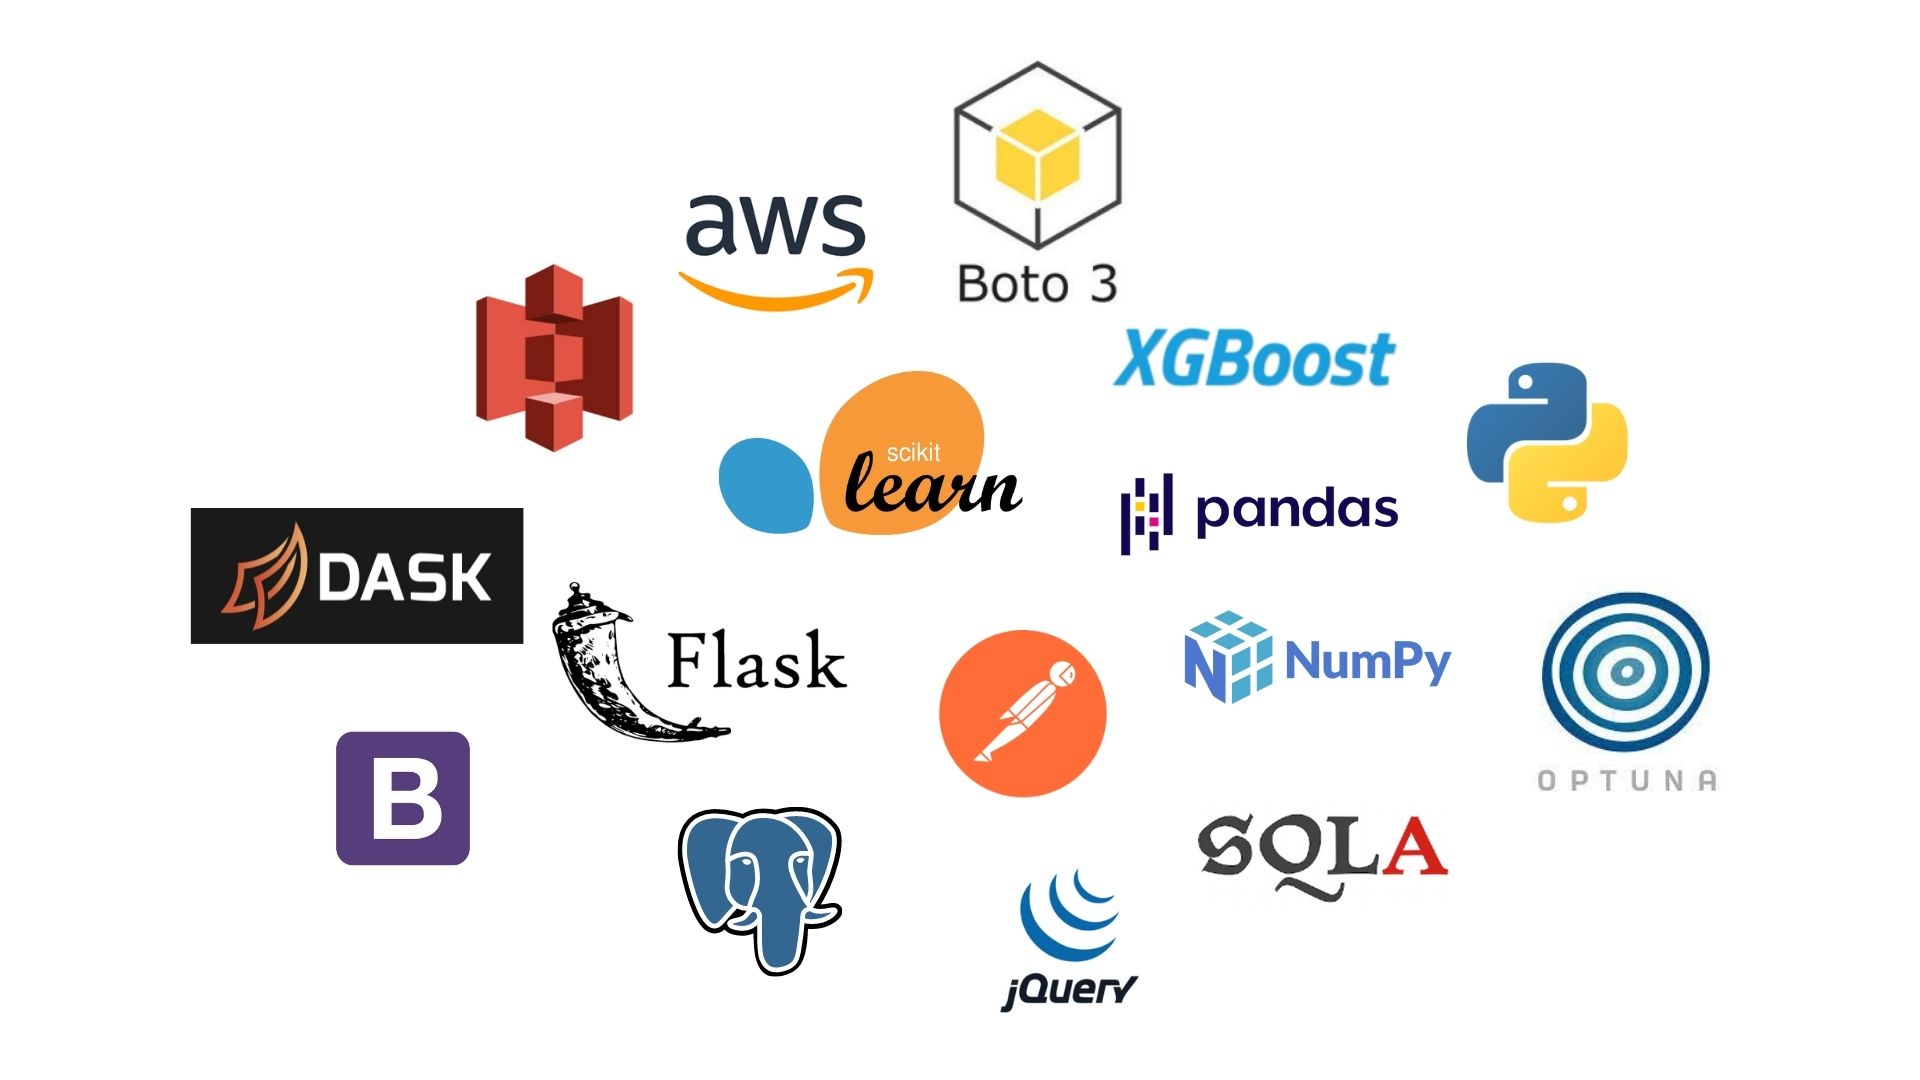 Boto 3
aws
XGBoost
scikit
learn
pandas
DASK
Flask
NumPy
OPTUNA
B
SQLA
jQuery